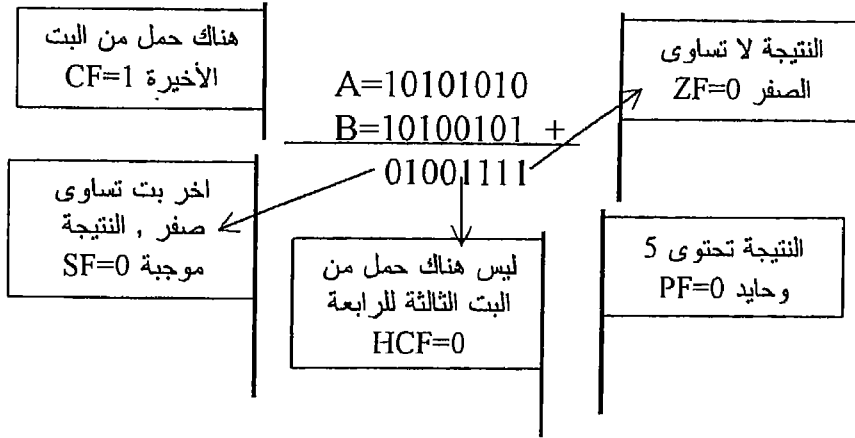 هناك حمل من البت
الأخيرة CF=1
A=10101010
B=10100101 +
01001111
النتيجة لا تساوى
الصفر ZF=0
اخر بت تساوى
صفر , النتيجة
موجبة SF=0
ليس هناك حمل من
البت الثالثة للرابعة
HCF=0
النتيجة تحتوى 5
وحايد PF=0